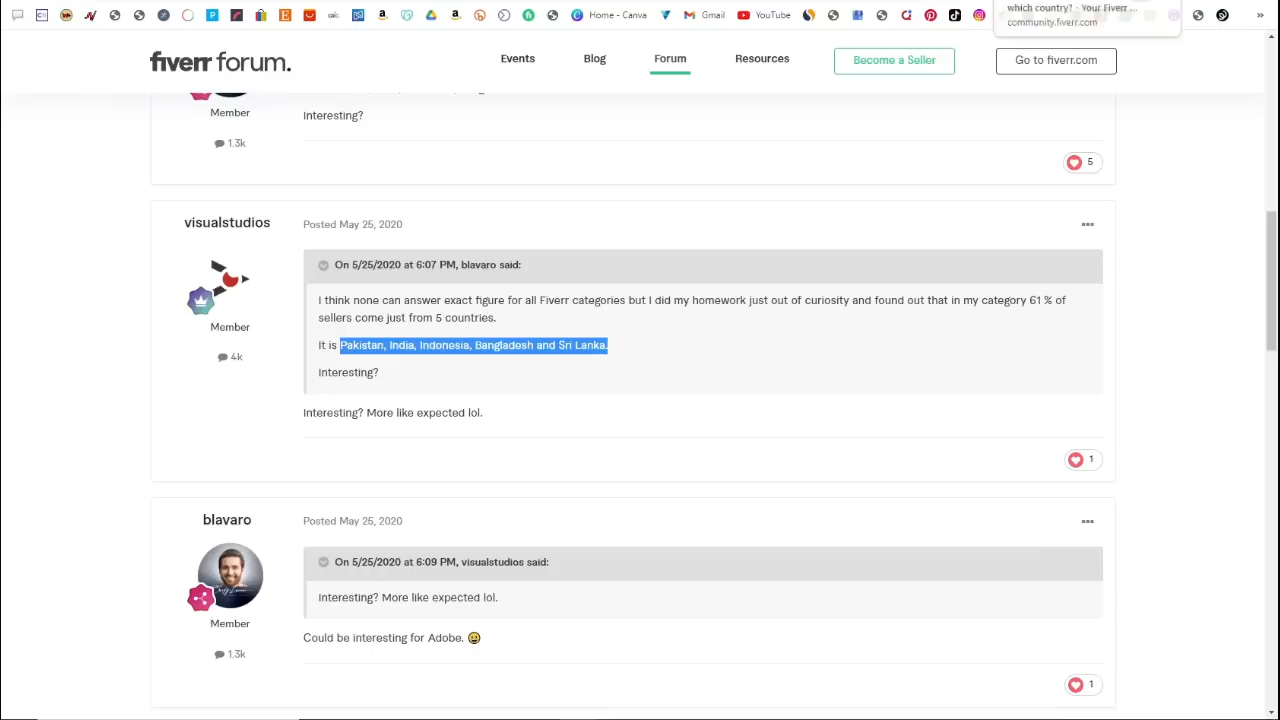 which country? - Your Fiverr ...
community.fiverr.com
Home - Canva
Gmail
YouTube
fiverr forum.
Events
Blog
Forum
Resources
Become a Seller
Go to fiverr.com
Member
1.3k
Interesting?
5
visualstudios
Member
4k
Posted May 25, 2020
On 5/25/2020 at 6:07 PM, blavaro said:
I think none can answer exact figure for all Fiverr categories but I did my homework just out of curiosity and found out that in my category 61 % of
sellers come just from 5 countries.
It is Pakistan, India, Indonesia, Bangladesh and Sri Lanka.
Interesting?
Interesting? More like expected lol.
1
blavaro
Member
1.3k
Posted May 25, 2020
On 5/25/2020 at 6:09 PM, visualstudios said:
Interesting? More like expected lol.
Could be interesting for Adobe.
1